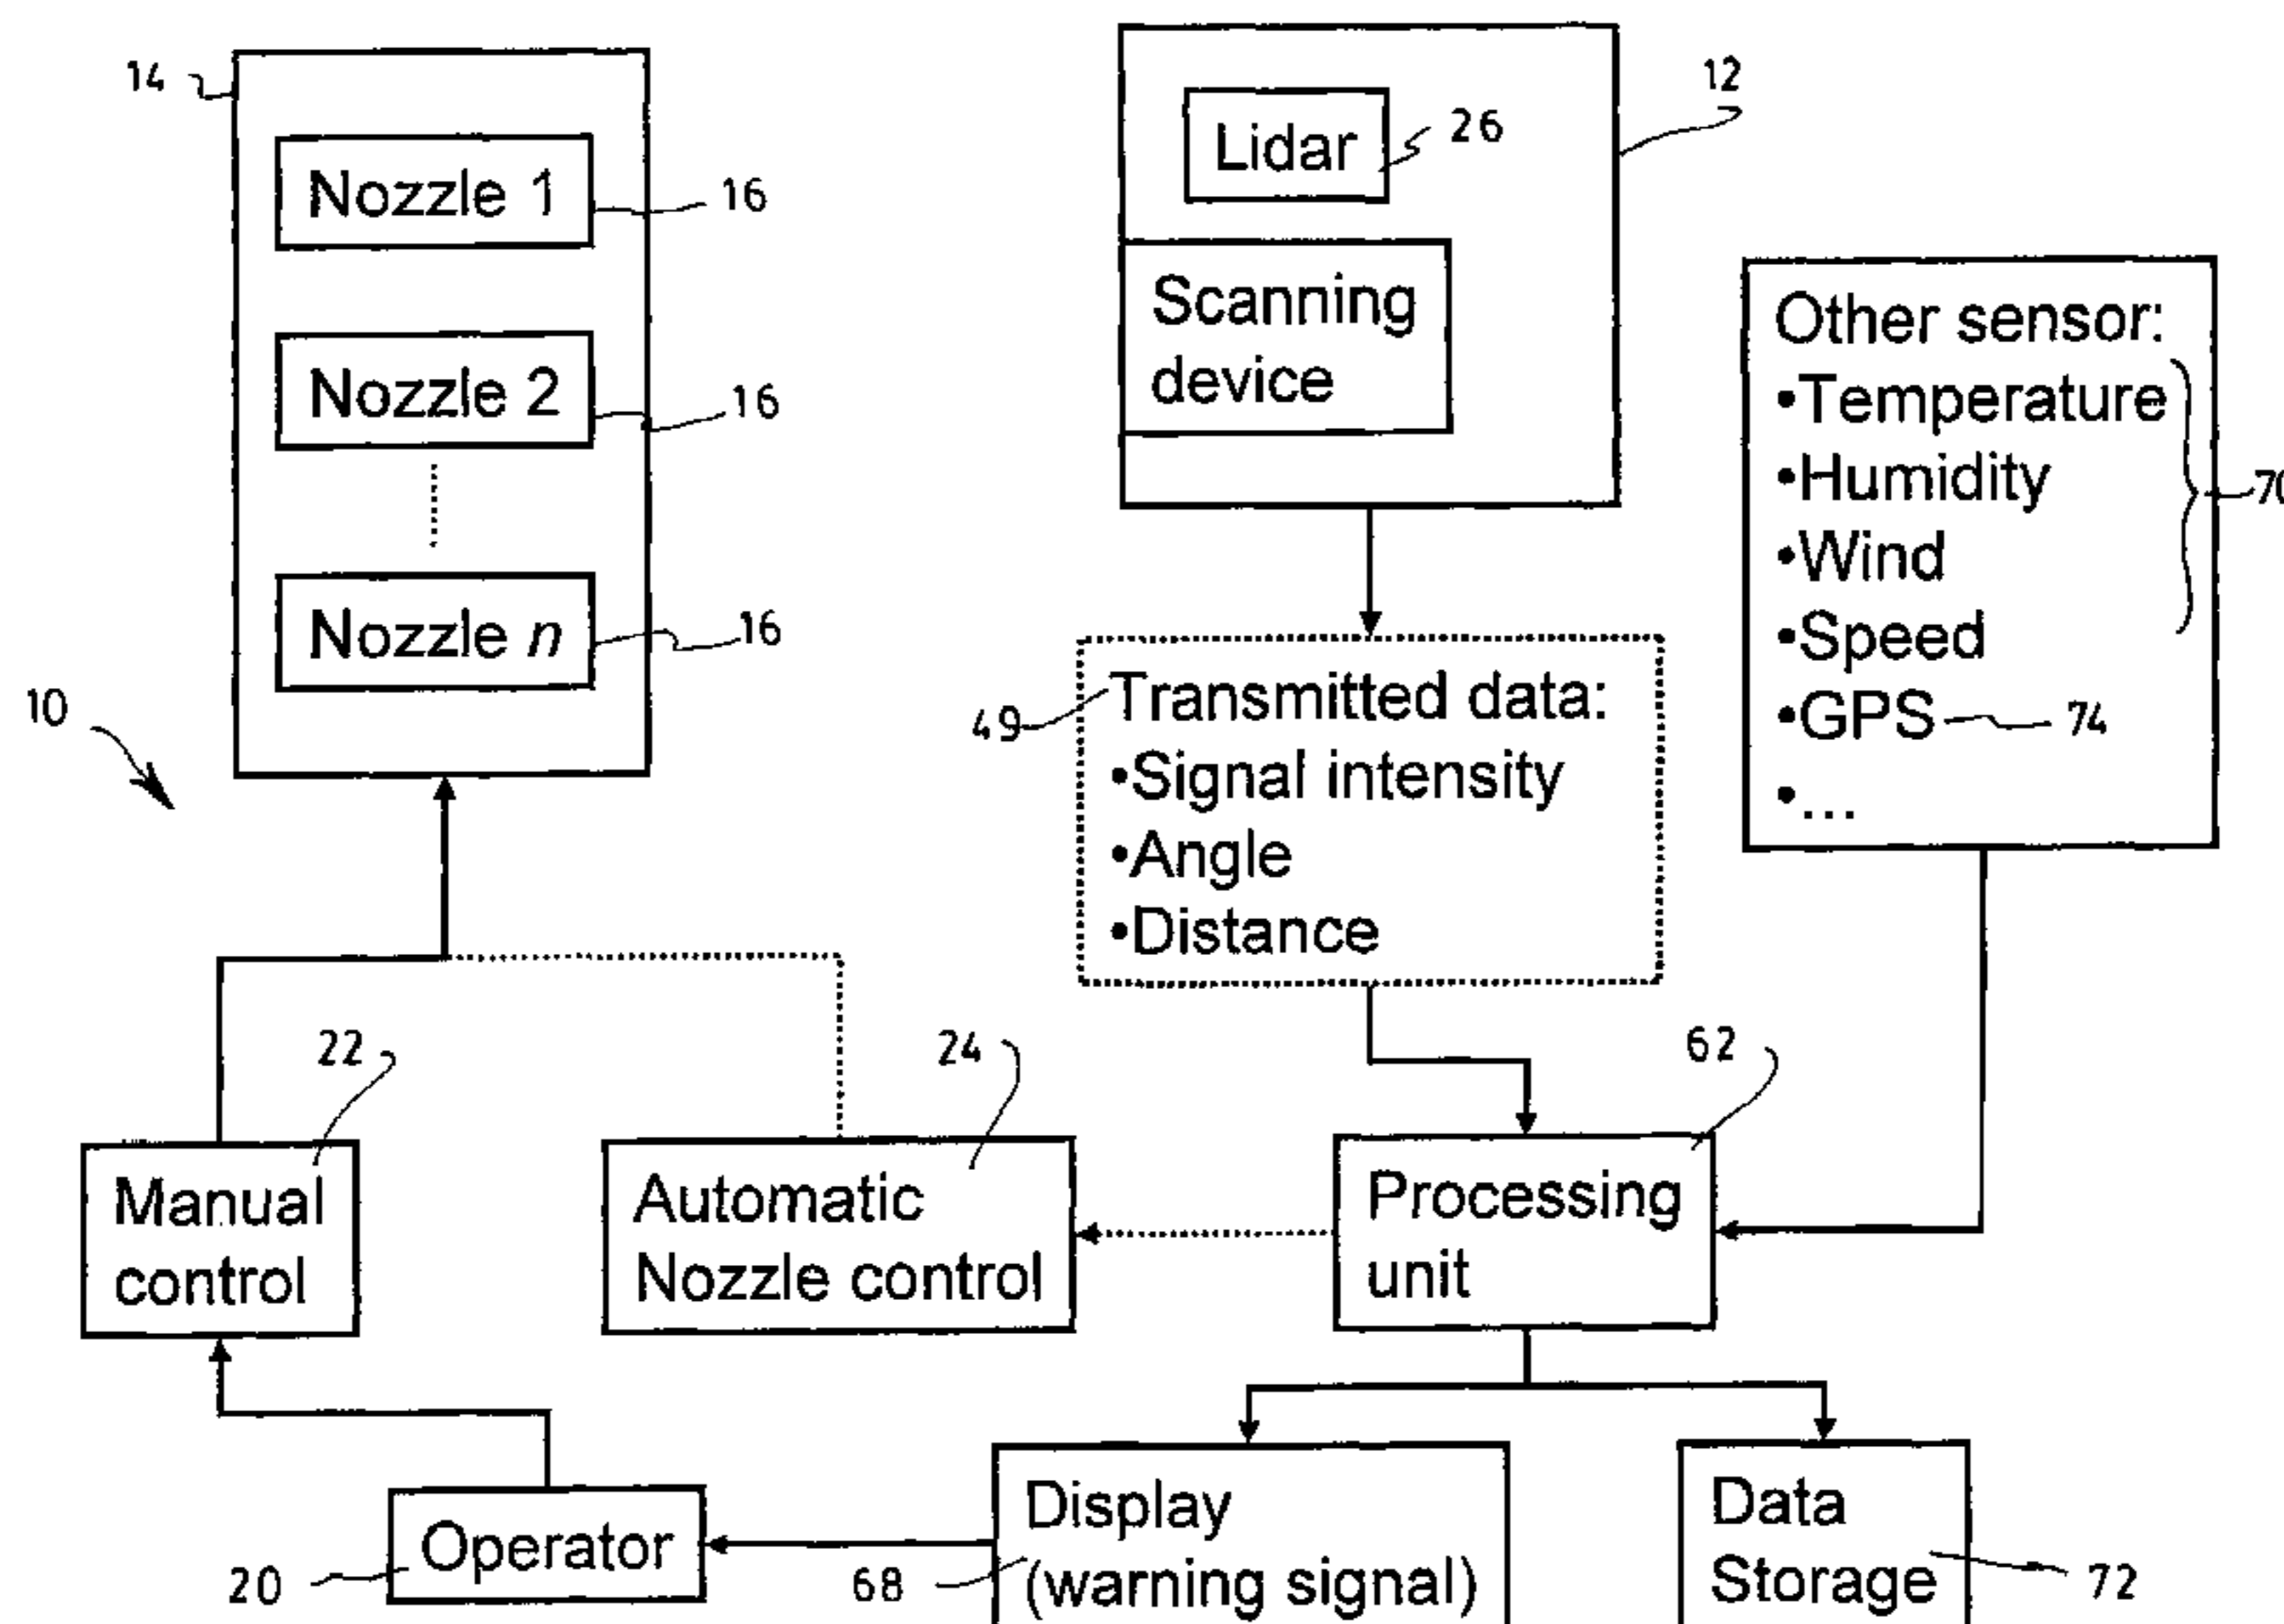 14
Nozzle 1
16
Nozzle 2
16
Nozzle n
16
10
12
Lidar
26
Scanning
device
Other sensor:
•Temperature
•Humidity
•Wind
•Speed
70
•GPS
74
•...
49
Transmitted data:
•Signal intensity
•Angle
•Distance
22
Manual
control
24
Automatic
Nozzle control
62
Processing
unit
20
Operator
68
Display
(warning signal)
Data
Storage
72